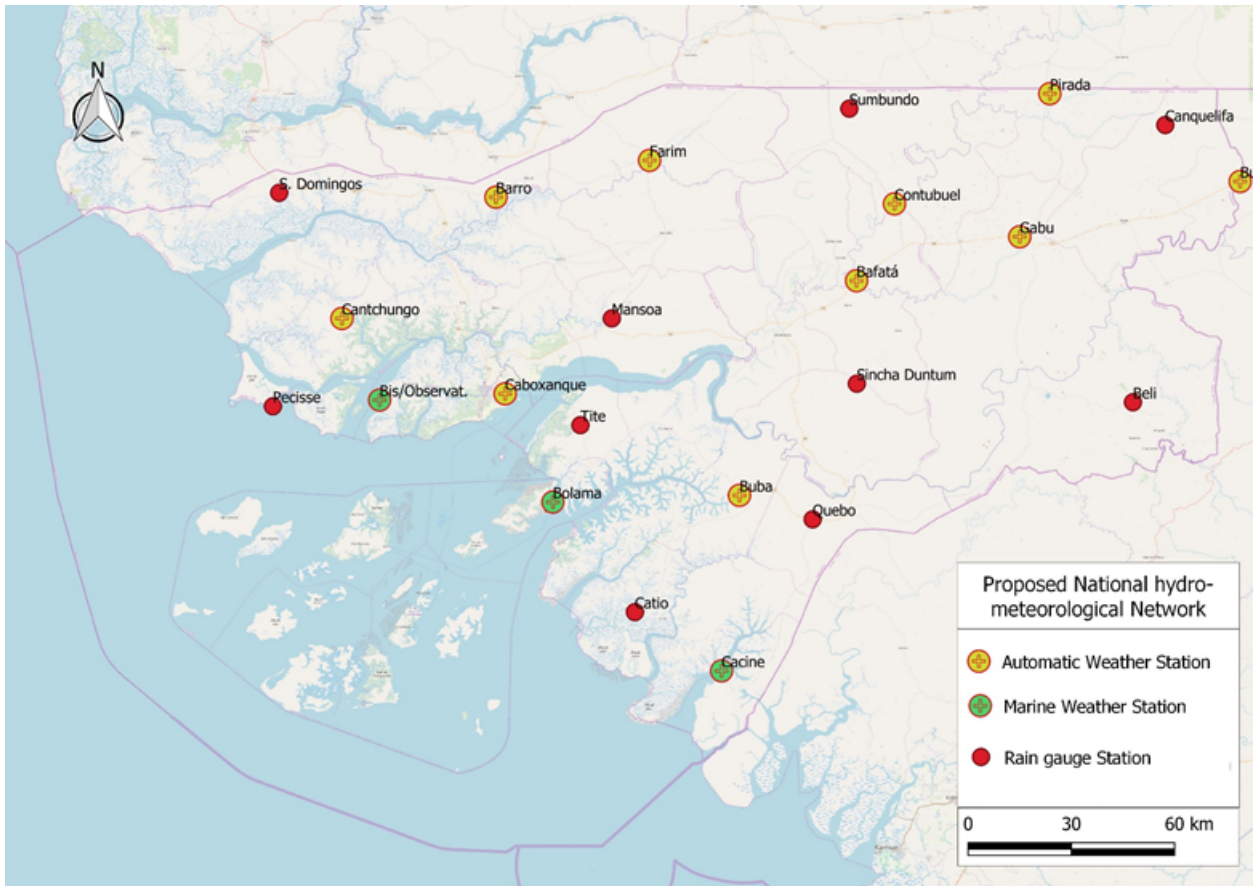 N
Pirada
Sumbundo
Canquelifa
Farim
S. Domingos
Barro
Contubuel
Gabu
Bafatá
Cantchungo
Mansoa
Sincha Duntum
Bis/Observat.
Caboxanque
Pecisse
Beli
Tite
Bolama
Buba
Quebo
Catio
Cacine
Proposed National hydro-
meteorological Network
Automatic Weather Station
Marine Weather Station
Rain gauge Station
0 30 60 km